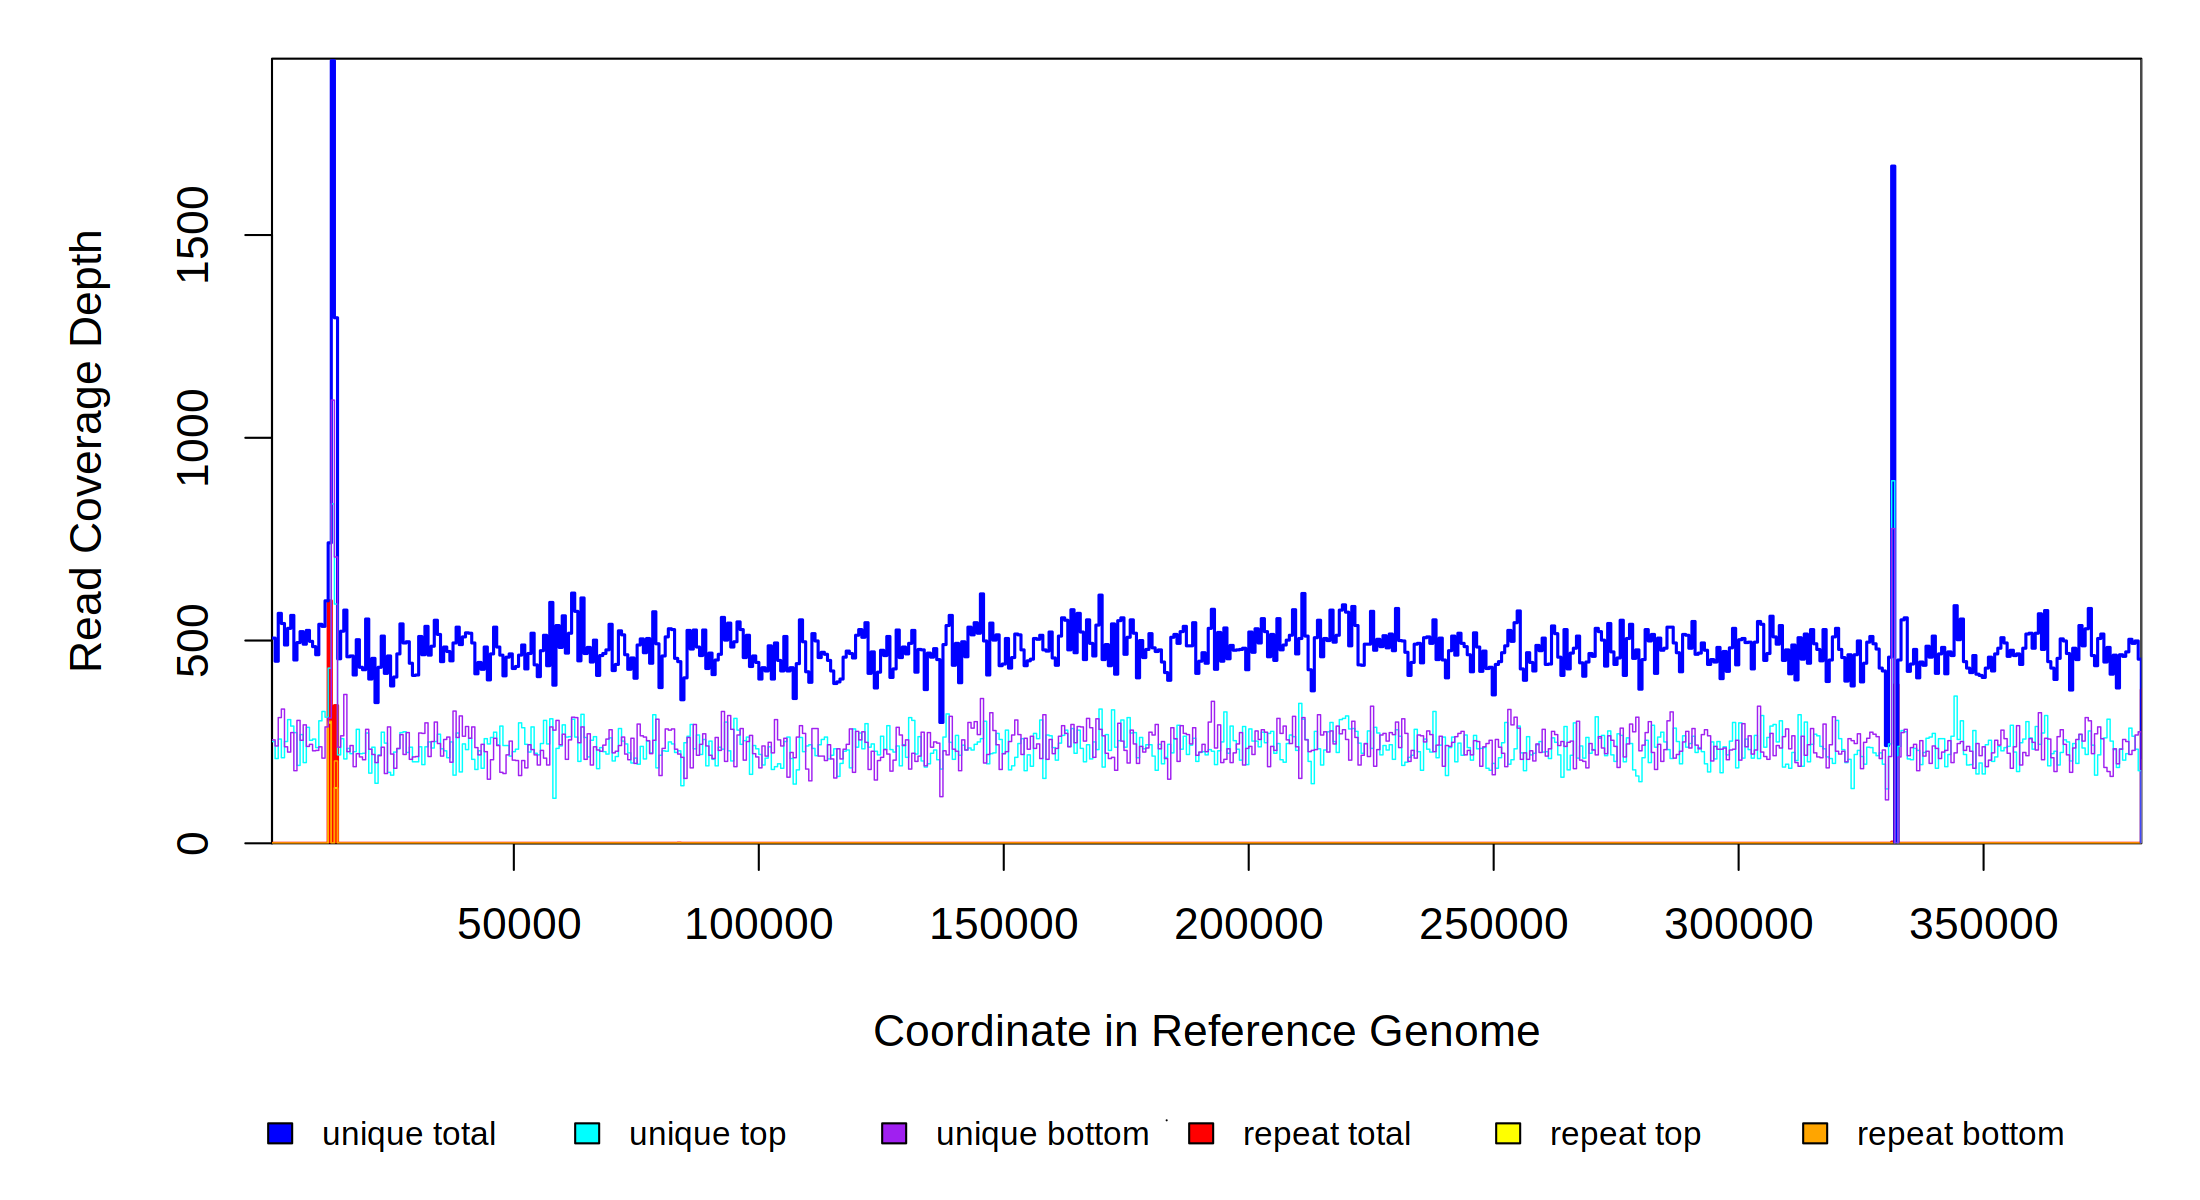 Read Coverage Depth
1500
1000
500
0
50000 100000 150000 200000 250000 300000 350000
Coordinate in Reference Genome
unique total unique top unique bottom repeat total repeat top repeat bottom